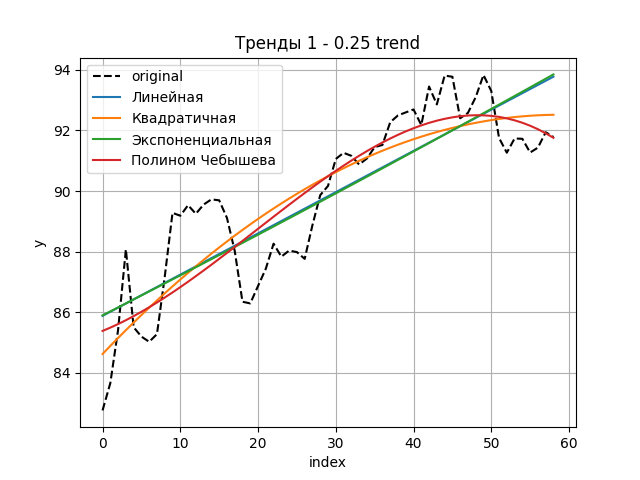 Тренды 1 - 0.25 trend
original
Линейная
Квадратичная
Экспоненциальная
Полином Чебышева
94
92
90
88
86
84
y
0 10 20 30 40 50 60
index